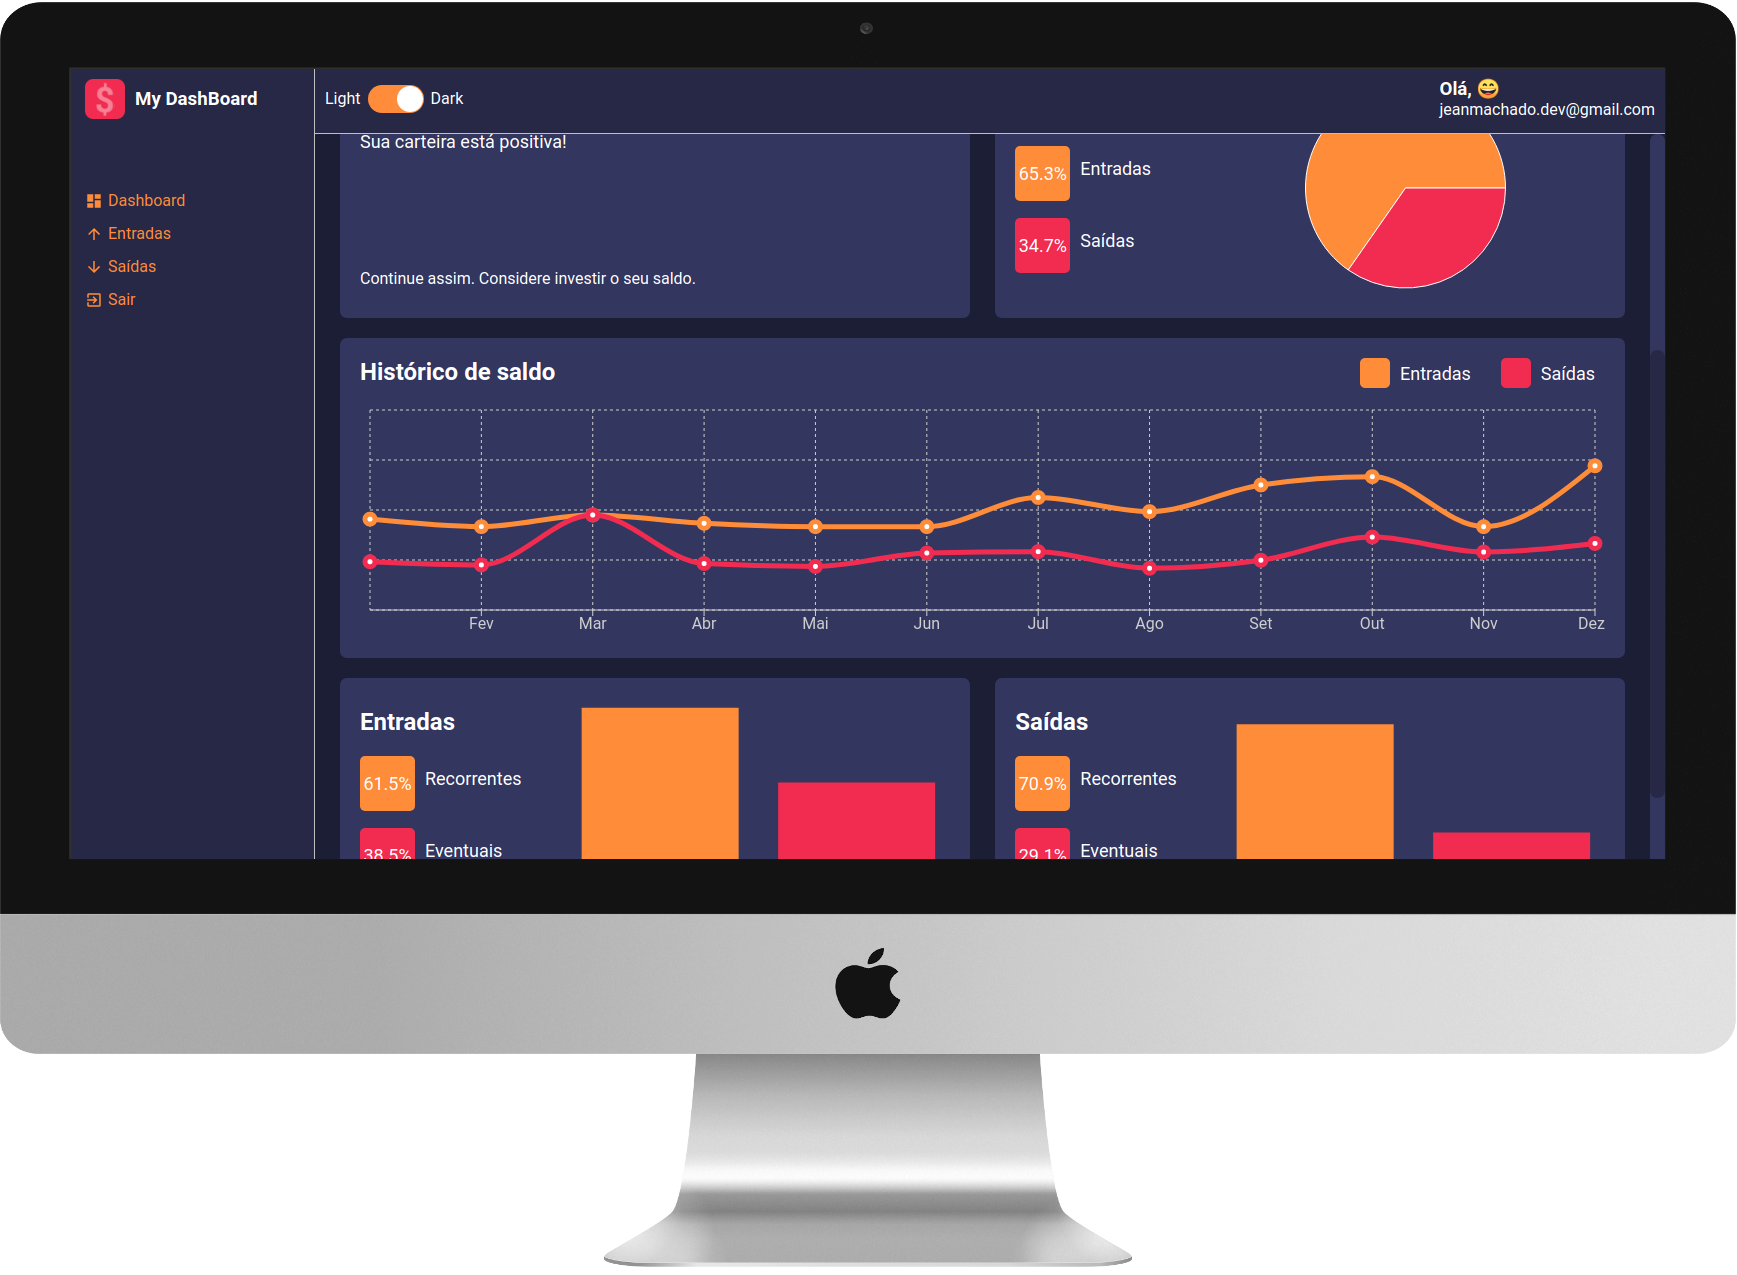 My DashBoard
Light
Dark
Olá, 😄
jeanmachado.dev@gmail.com
Dashboard
Entradas
Saídas
Sair
Sua carteira está positiva!
Continue assim. Considere investir o seu saldo.
65.3% Entradas
34.7% Saídas
Histórico de saldo
Entradas
Saídas
Fev Mar Abr Mai Jun Jul Ago Set Out Nov Dez
Entradas
61.5% Recorrentes
38.5% Eventuais
Saídas
70.9% Recorrentes
29.1% Eventuais